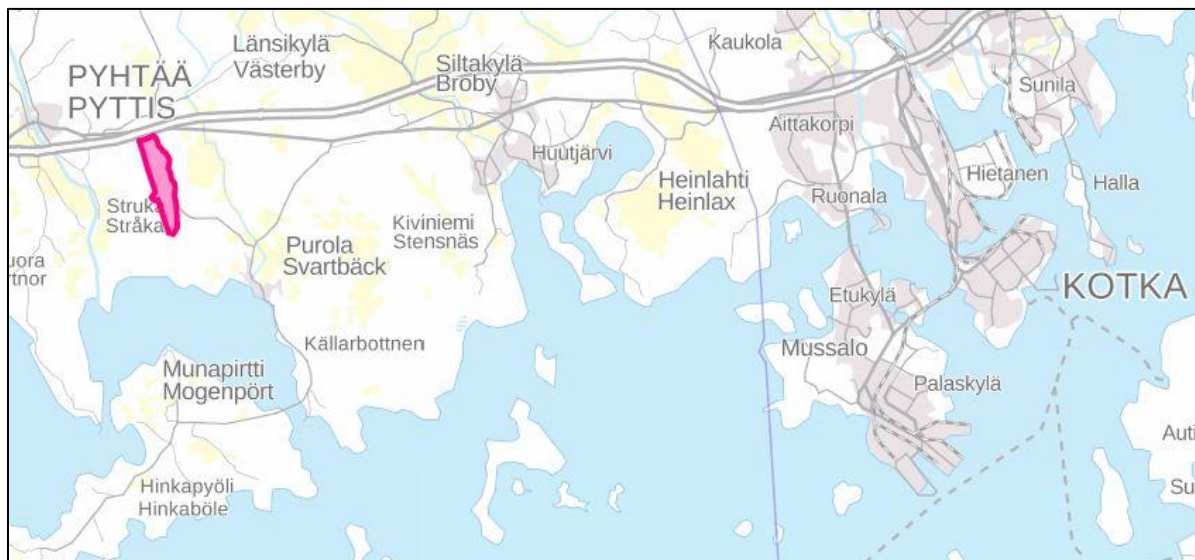 Länsikylä
Västerby
Kaukola
Siltakylä
Broby
PYHTÄÄ
PYTTIS
Sunila
Aittakorpi
Huutjärvi
Hietanen
Heinlahti
Heinlax
Halla
Ruonala
Struka
Stråka
Kiviniemi
Stensnäs
Purola
Svartbäck
KOTKA
Etukylä
Källarbottnen
Mussalo
Munapirtti
Mogenpört
Palaskylä
Hinkapyöli
Hinkaböle